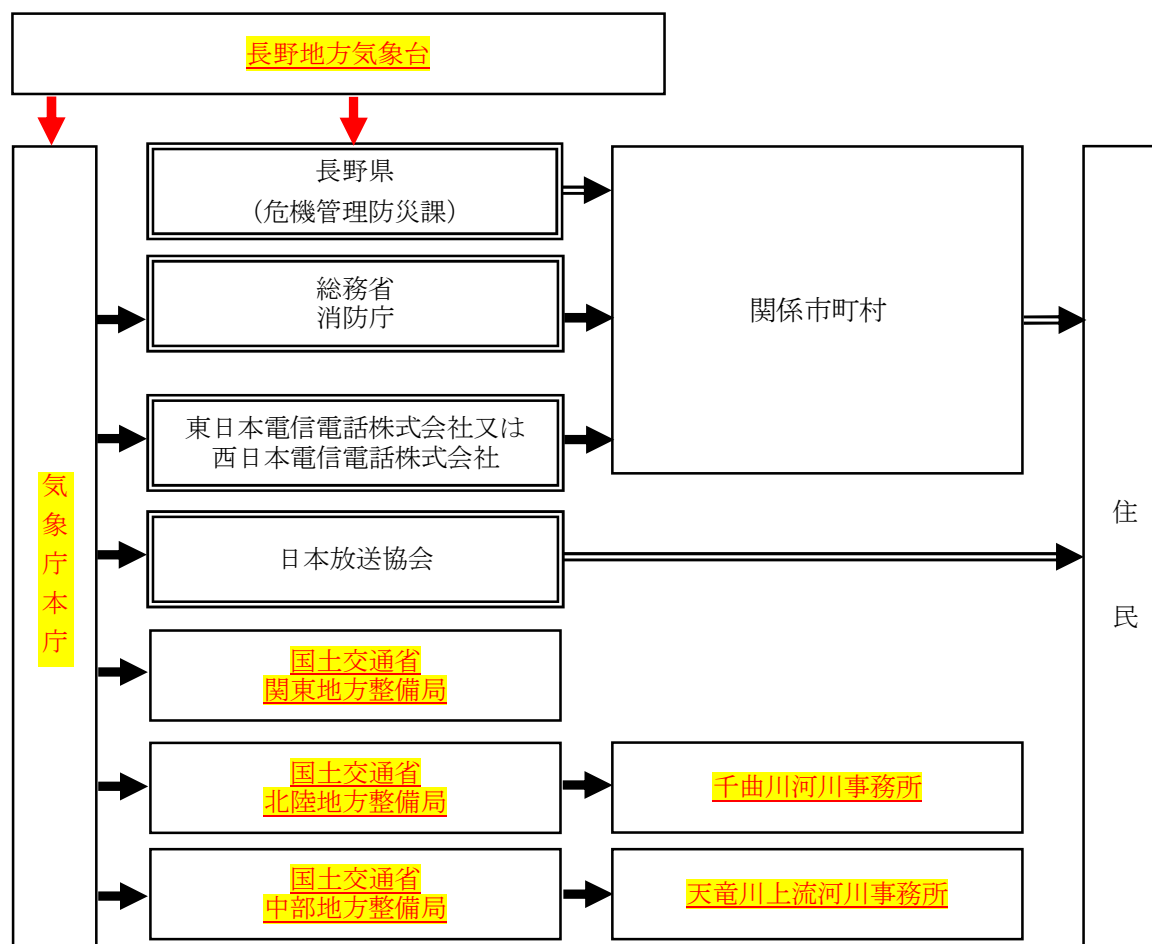 長野地方気象台
長野県
（危機管理防災課）
総務省
消防庁
関係市町村
東日本電信電話株式会社又は
西日本電信電話株式会社
気象庁本庁
住民
日本放送協会
国土交通省
関東地方整備局
国土交通省
北陸地方整備局
千曲川河川事務所
国土交通省
中部地方整備局
天竜川上流河川事務所